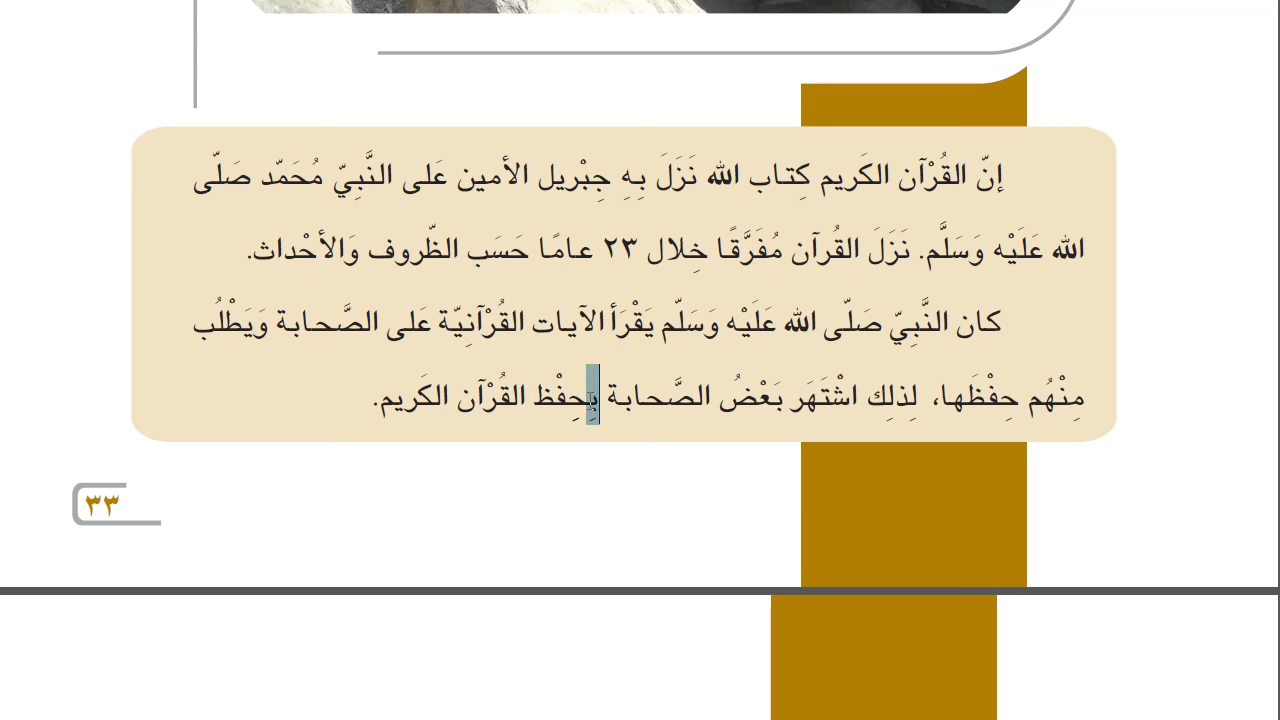 إنّ القُرْآن الكَريم كِتاب الله نَزَلَ بِهِ جِبْريل الأمين عَلى النَّبِيّ مُحَمّد صَلّى
الله عَلَيْه وَسَلَّم. نَزَلَ القُرآن مُفَرَّقًا خِلال ٢٣ عامًا حَسَب الظّروف وَالأحْداث.
كان النَّبِيّ صَلّى الله عَلَيْه وَسَلّم يَقْرَأ الآيات القُرْآنِيّة عَلى الصَّحابة وَيَطْلُب
مِنْهُم حِفْظَها، لِذلِك اشْتَهَر بَعْضُ الصَّحابة بِحِفْظ القُرْآن الكَريم.
٣٣